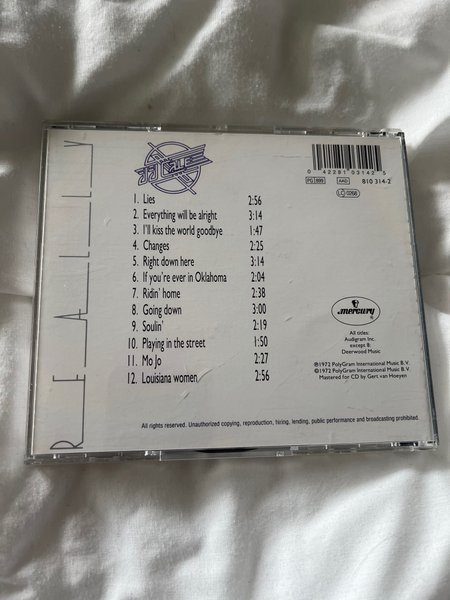 JJ CALE
REALLY
0 42281 03142 5
PG 899 AAD 810 314-2
LC 0268
1. Lies 2:56
2. Everything will be alright 3:14
3. I'll kiss the world goodbye 1:47
4. Changes 2:25
5. Right down here 3:14
6. If you're ever in Oklahoma 2:04
7. Ridin' home 2:38
8. Going down 3:00
9. Soulin' 2:19
10. Playing in the street 1:50
11. Mo Jo 2:27
12. Louisiana women 2:56
mercury
All titles:
Audigram Inc.
except 8:
Deerwood Music
℗1972 PolyGram International Music B.V.
©1972 PolyGram International Music B.V.
Mastered for CD by Gert van Hoeyen
All rights reserved. Unauthorized copying, reproduction, hiring, lending, public performance and broadcasting prohibited.